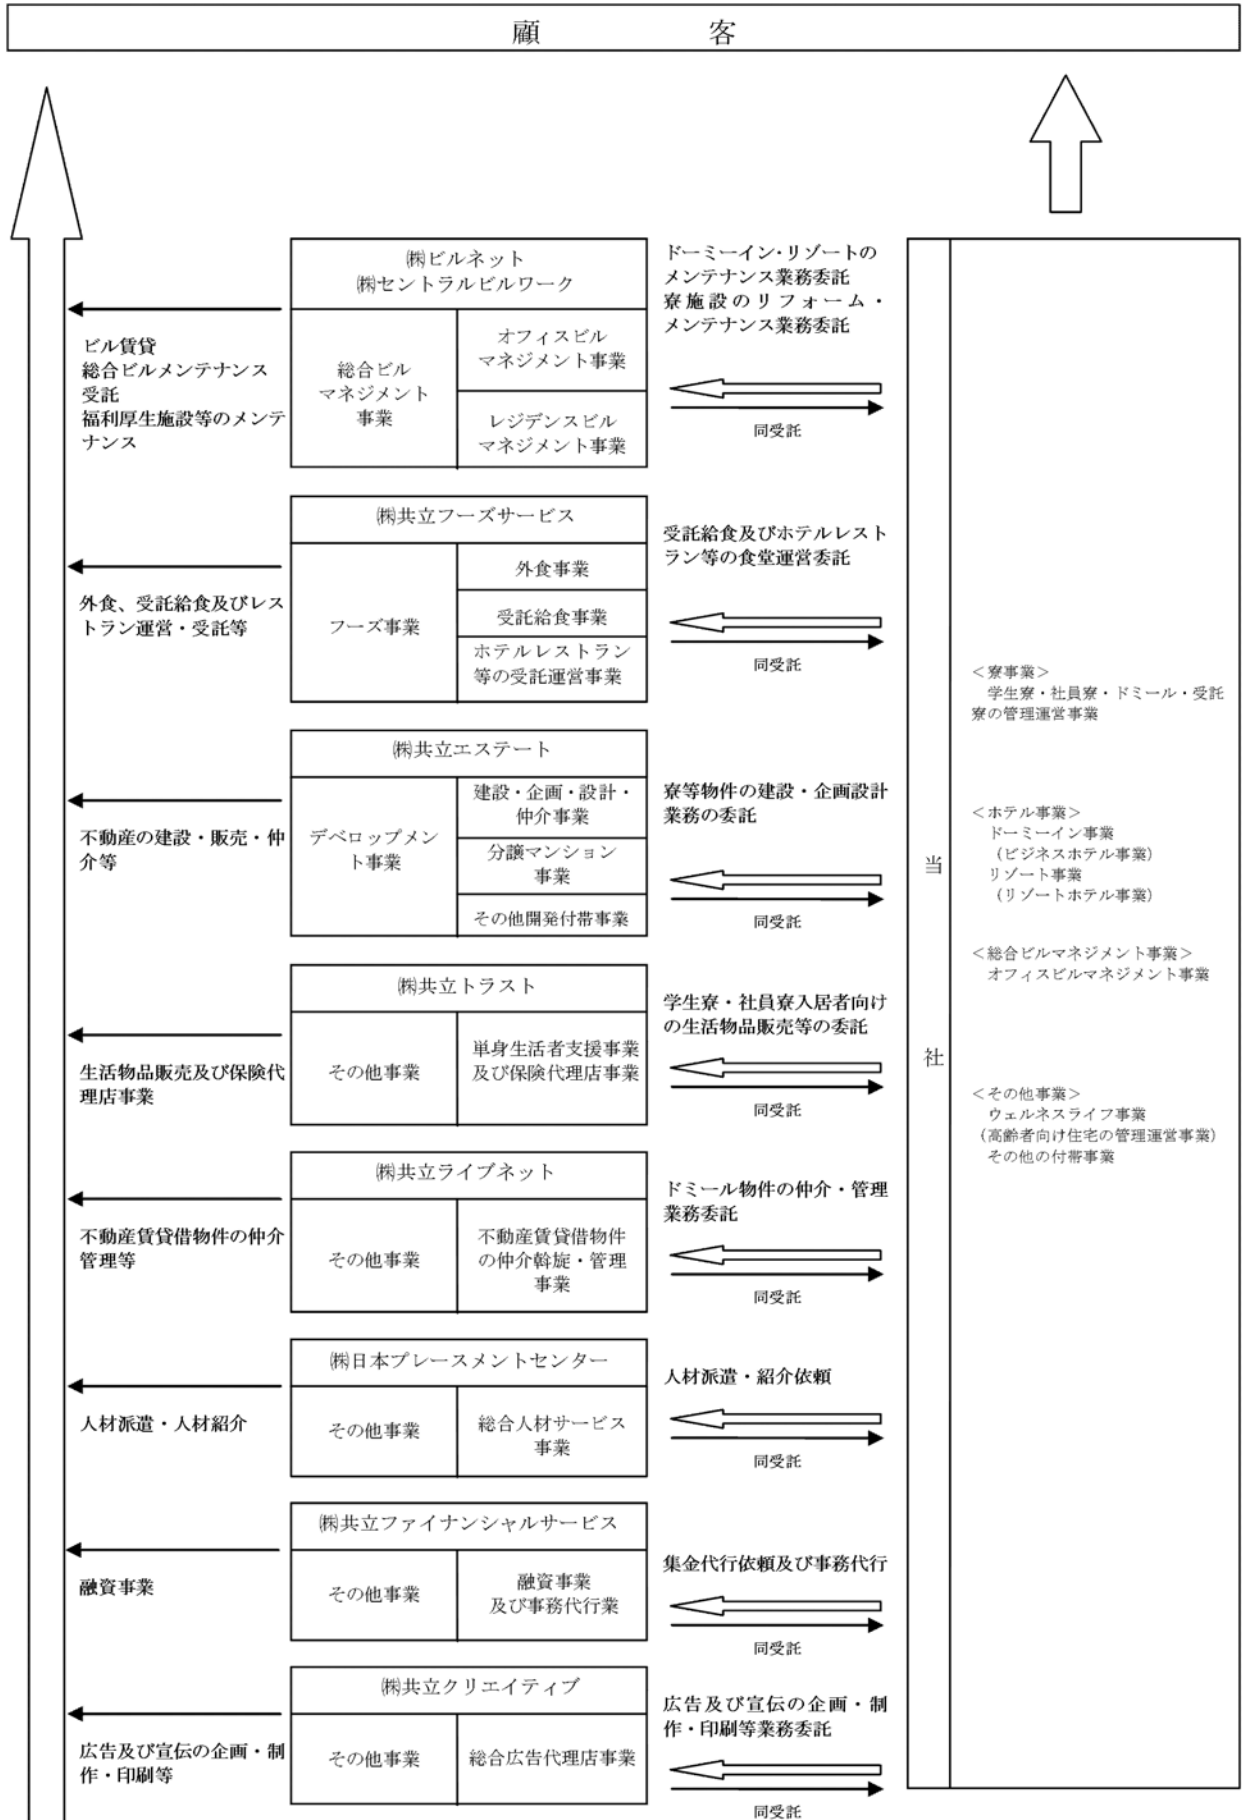 顧客
㈱ビルネット
㈱セントラルビルワーク
総合ビル
マネジメント
事業
オフィスビル
マネジメント事業
レジデンスビル
マネジメント事業
ビル賃貸
総合ビルメンテナンス
受託
福利厚生施設等のメンテ
ナンス
ドーミーイン・リゾートの
メンテナンス業務委託
寮施設のリフォーム・
メンテナンス業務委託
同受託
㈱共立フーズサービス
フーズ事業
外食事業
受託給食事業
ホテルレストラン
等の受託運営事業
外食、受託給食及びレス
トラン運営・受託等
受託給食及びホテルレスト
ラン等の食堂運営委託
同受託
㈱共立エステート
デベロップメン
ト事業
建設・企画・設計・
仲介事業
分譲マンション
事業
その他開発付帯事業
不動産の建設・販売・仲
介等
寮等物件の建設・企画設計
業務の委託
同受託
㈱共立トラスト
その他事業
単身生活者支援事業
及び保険代理店事業
生活物品販売及び保険代
理店事業
学生寮・社員寮入居者向け
の生活物品販売等の委託
同受託
㈱共立ライブネット
その他事業
不動産賃貸借物件
の仲介斡旋・管理
事業
不動産賃貸借物件の仲介
管理等
ドミール物件の仲介・管理
業務委託
同受託
㈱日本プレースメントセンター
その他事業
総合人材サービス
事業
人材派遣・人材紹介
人材派遣・紹介依頼
同受託
㈱共立ファイナンシャルサービス
その他事業
融資事業
及び事務代行業
融資事業
集金代行依頼及び事務代行
同受託
㈱共立クリエイティブ
その他事業
総合広告代理店事業
広告及び宣伝の企画・制
作・印刷等
広告及び宣伝の企画・制
作・印刷等業務委託
同受託
当社
＜寮事業＞
学生寮・社員寮・ドミール・受託
寮の管理運営事業
＜ホテル事業＞
ドーミーイン事業
（ビジネスホテル事業）
リゾート事業
（リゾートホテル事業）
＜総合ビルマネジメント事業＞
オフィスビルマネジメント事業
＜その他事業＞
ウェルネスライフ事業
（高齢者向け住宅の管理運営事業）
その他の付帯事業